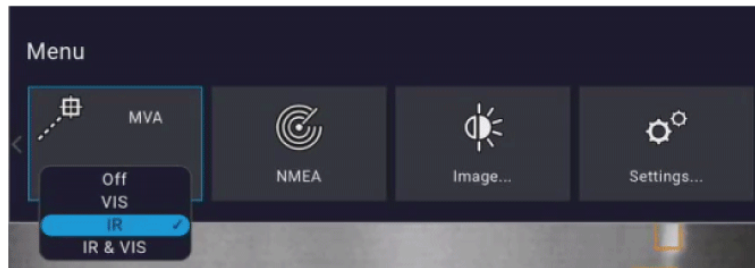 Menu
MVA
NMEA
Image...
Settings...
Off
VIS
IR
IR & VIS